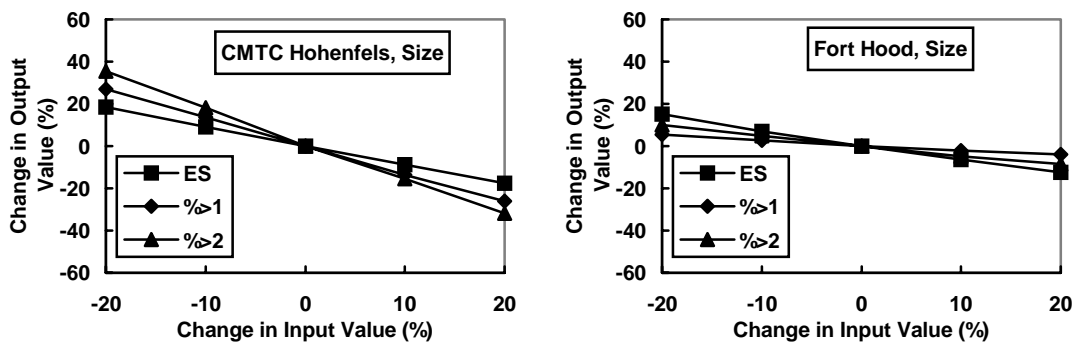 CMTC Hohenfels, Size
Change in Output
Value (%)
60
40
20
0
-20
-40
-60
ES
%>1
%>2
-20 -10 0 10 20
Change in Input Value (%)
Fort Hood, Size
Change in Output
Value (%)
60
40
20
0
-20
-40
-60
ES
%>1
%>2
-20 -10 0 10 20
Change in Input Value (%)